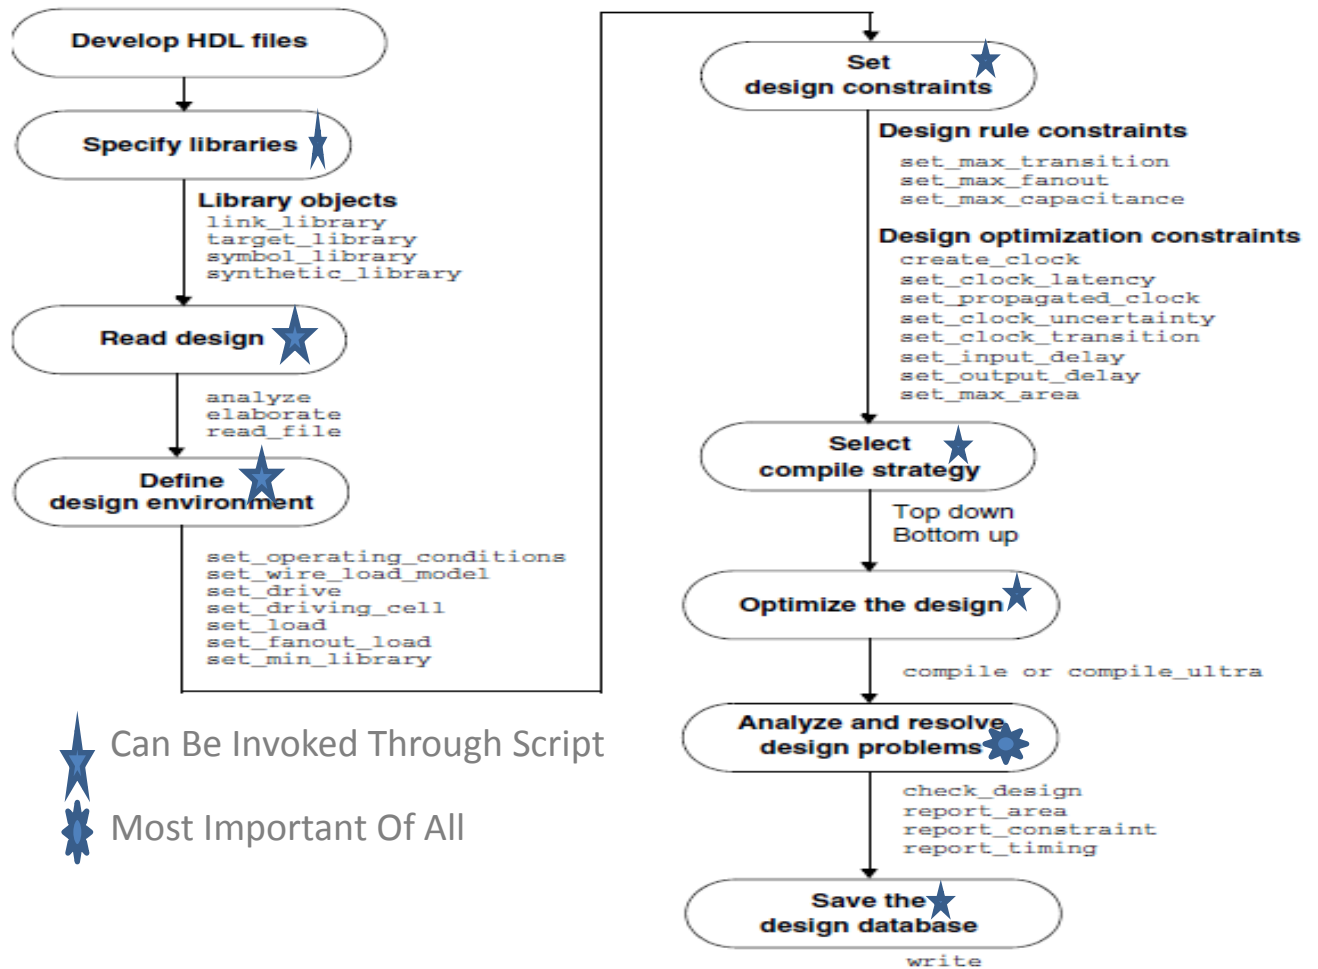 Develop HDL files
Specify libraries
Library objects
link_library
target_library
symbol_library
synthetic_library
Read design
analyze
elaborate
read_file
Define
design environment
set_operating_conditions
set_wire_load_model
set_drive
set_driving_cell
set_load
set_fanout_load
set_min_library
Set
design constraints
Design rule constraints
set_max_transition
set_max_fanout
set_max_capacitance
Design optimization constraints
create_clock
set_clock_latency
set_propagated_clock
set_clock_uncertainty
set_clock_transition
set_input_delay
set_output_delay
set_max_area
Select
compile strategy
Top down
Bottom up
Optimize the design
compile or compile_ultra
Analyze and resolve
design problems
check_design
report_area
report_constraint
report_timing
Save the
design database
write
Can Be Invoked Through Script
Most Important Of All